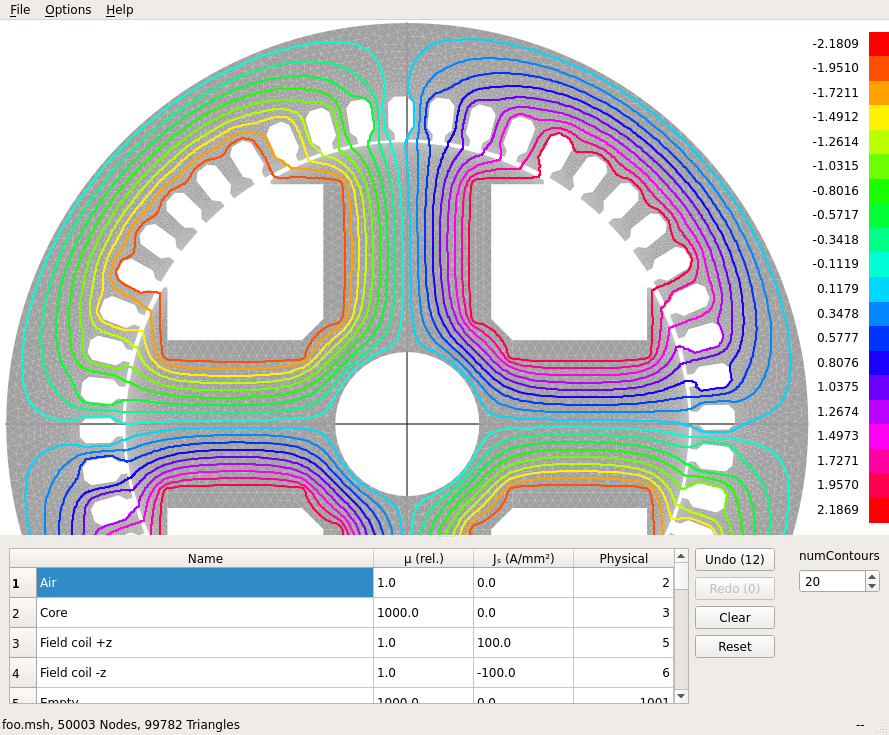 File Options Help
-2.1809
-1.9510
-1.7211
-1.4912
-1.2614
-1.0315
-0.8016
-0.5717
-0.3418
-0.1119
0.1179
0.3478
0.5777
0.8076
1.0375
1.2674
1.4973
1.7271
1.9570
2.1869
Name μ (rel.) Jₛ (A/mm²) Physical
1 Air 1.0 0.0 2
2 Core 1000.0 0.0 3
3 Field coil +z 1.0 100.0 5
4 Field coil -z 1.0 -100.0 6
5 Empty 1000.0 0.0 1001
Undo (12)
Redo (0)
Clear
Reset
numContours
20
foo.msh, 50003 Nodes, 99782 Triangles --